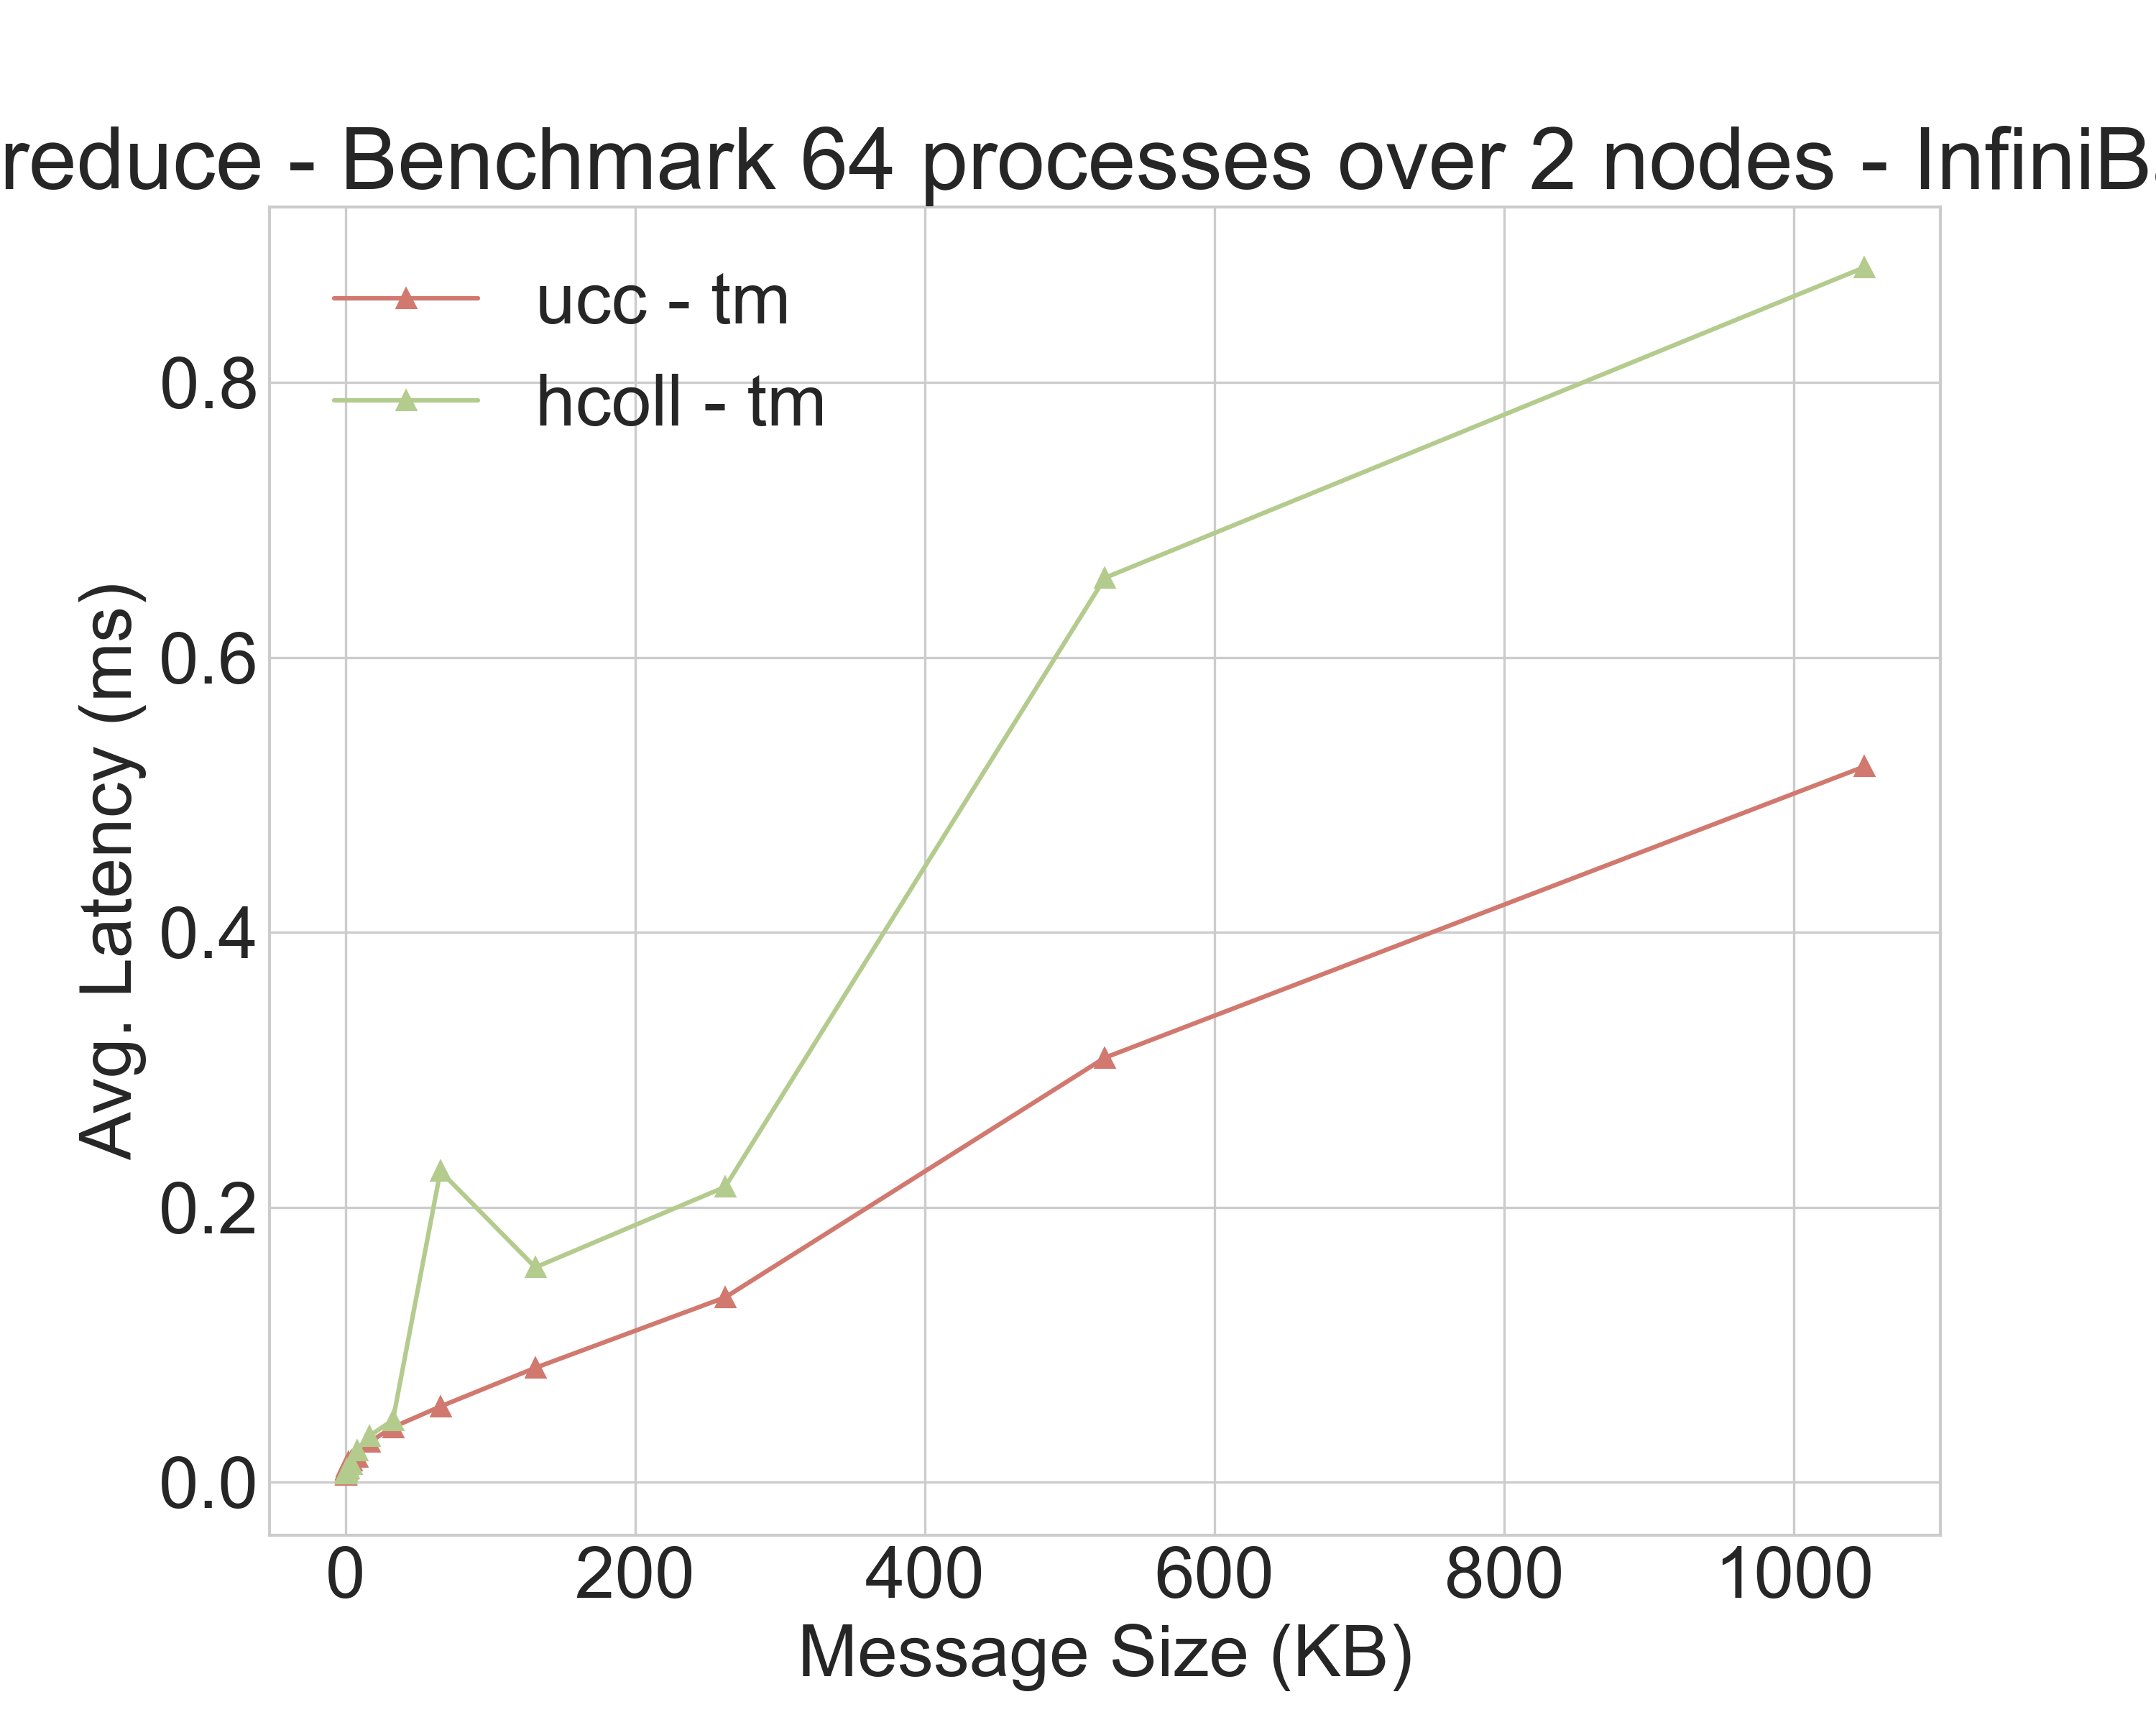 reduce - Benchmark 64 processes over 2 nodes - InfiniB
ucc - tm
hcoll - tm
0.8
0.6
0.4
0.2
0.0
Avg. Latency (ms)
0 200 400 600 800 1000
Message Size (KB)